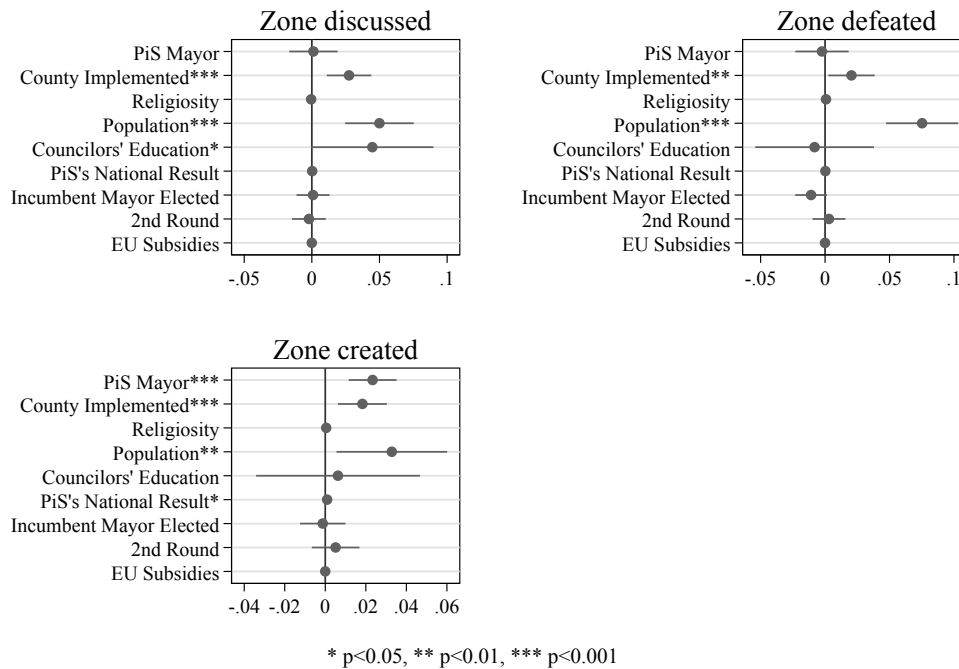 Zone discussed
PiS Mayor
County Implemented***
Religiosity
Population***
Councilors' Education*
PiS's National Result
Incumbent Mayor Elected
2nd Round
EU Subsidies
-.05 0 .05 .1
Zone defeated
PiS Mayor
County Implemented**
Religiosity
Population***
Councilors' Education
PiS's National Result
Incumbent Mayor Elected
2nd Round
EU Subsidies
-.05 0 .05 .1
Zone created
PiS Mayor***
County Implemented***
Religiosity
Population**
Councilors' Education
PiS's National Result*
Incumbent Mayor Elected
2nd Round
EU Subsidies
-.04 -.02 0 .02 .04 .06
* p<0.05, ** p<0.01, *** p<0.001